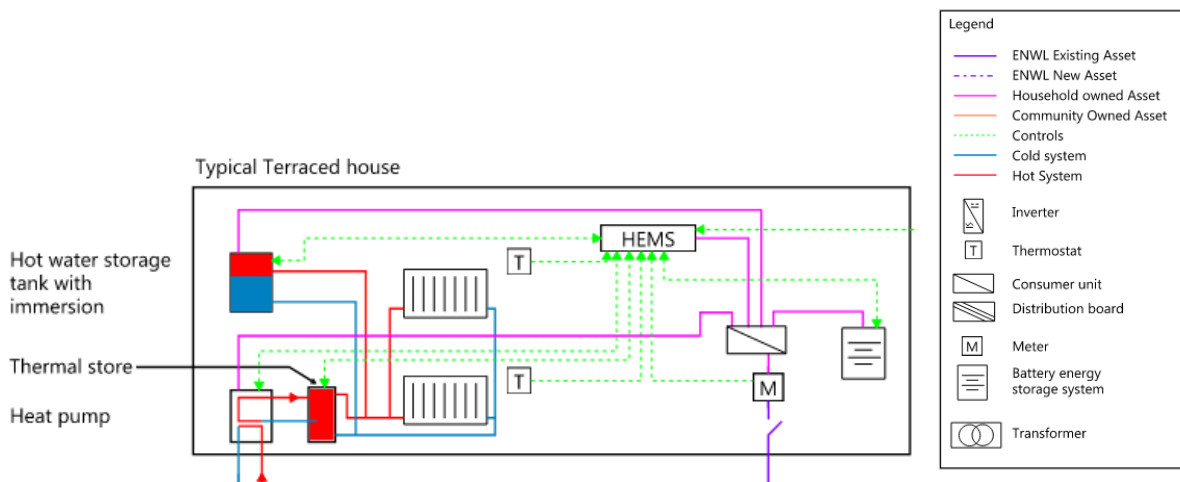 Legend
ENWL Existing Asset
ENWL New Asset
Household owned Asset
Community Owned Asset
Controls
Cold system
Hot System
Inverter
T
Thermostat
Consumer unit
Distribution board
M
Meter
Battery energy
storage system
Transformer
Typical Terraced house
Hot water storage
tank with
immersion
HEMS
T
Thermal store
T
M
Heat pump